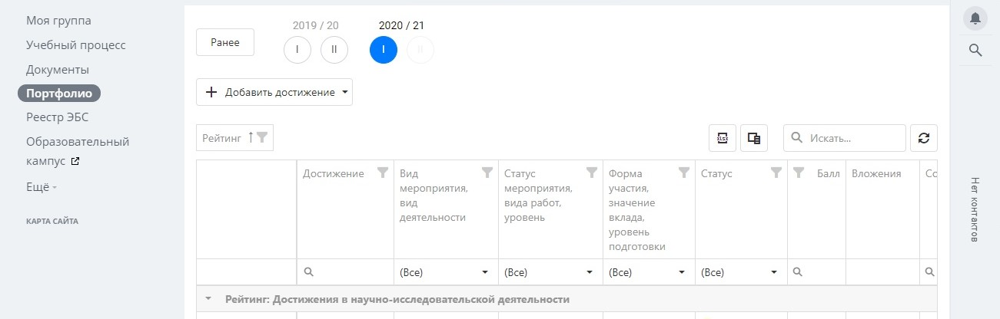 Моя группа
Учебный процесс
Документы
Портфолио
Реестр ЭБС
Образовательный
кампус
Ещё
КАРТА САЙТА
Ранее
2019 / 20
I
II
2020 / 21
I
II
Добавить достижение
Рейтинг
xlsx
Искать...
Достижение
Вид
мероприятия,
вид
деятельности
Статус
мероприятия,
вида работ,
уровень
Форма
участия,
значение
вклада,
уровень
подготовки
Статус
Балл
Вложения
Сс
(Все)
(Все)
(Все)
(Все)
Рейтинг: Достижения в научно-исследовательской деятельности
Нет контактов